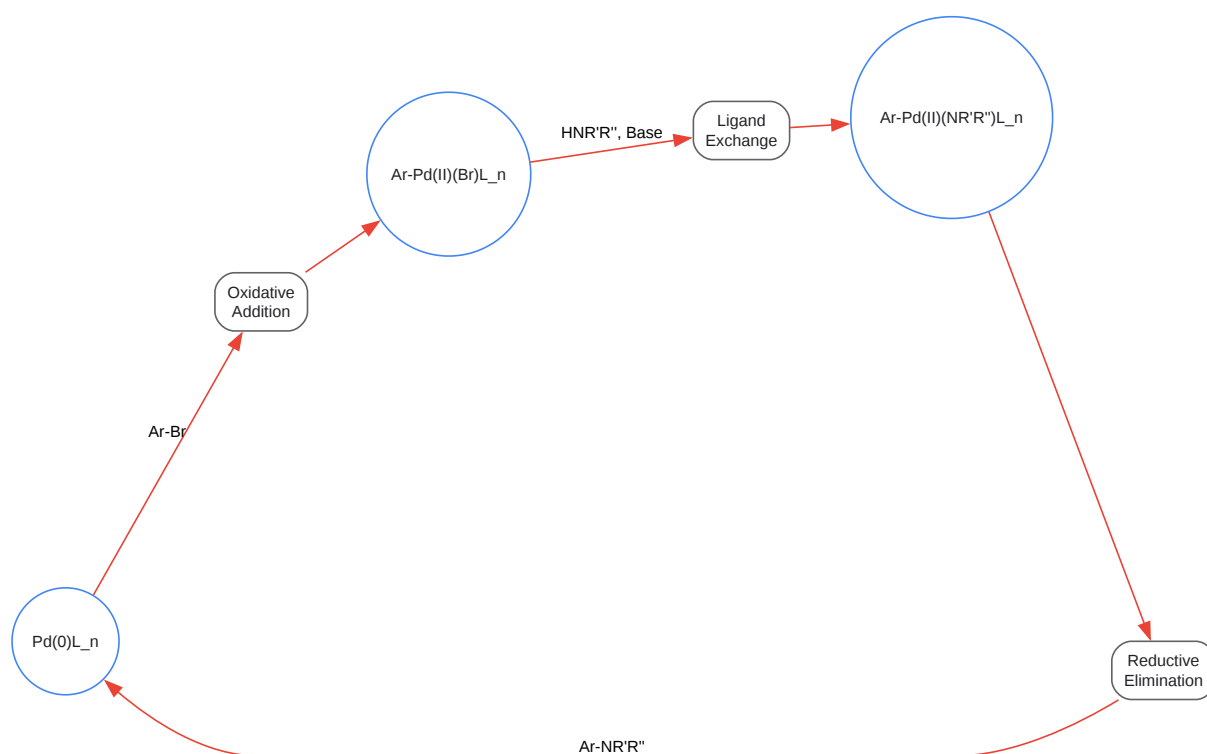 Ar-Pd(II)(NR'R")L_n
Ligand
Exchange
HNR'R", Base
Ar-Pd(II)(Br)L_n
Oxidative
Addition
Ar-Br
Pd(0)L_n
Reductive
Elimination
Ar-NR'R"